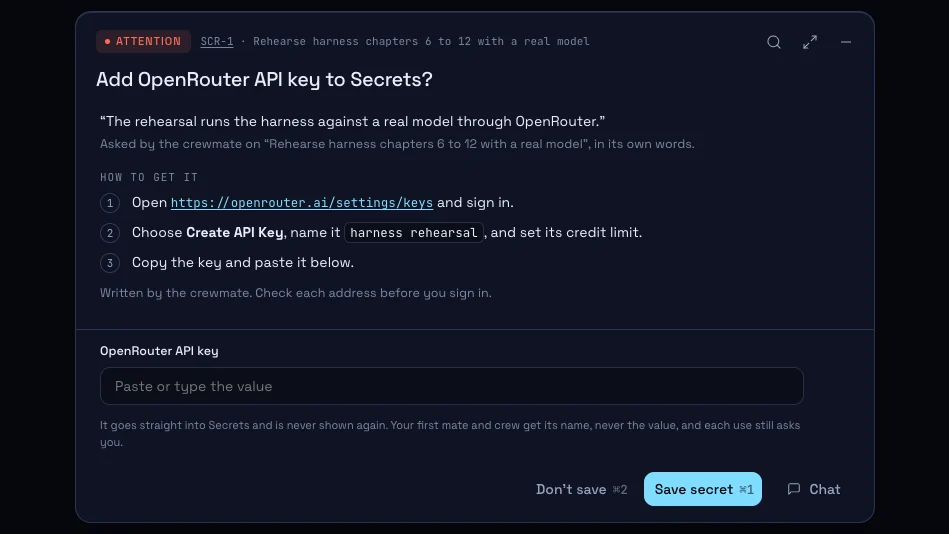 ATTENTION SCR-1 · Rehearse harness chapters 6 to 12 with a real model
Add OpenRouter API key to Secrets?
“The rehearsal runs the harness against a real model through OpenRouter.”
Asked by the crewmate on “Rehearse harness chapters 6 to 12 with a real model”, in its own words.
HOW TO GET IT
1 Open https://openrouter.ai/settings/keys and sign in.
2 Choose Create API Key, name it harness rehearsal, and set its credit limit.
3 Copy the key and paste it below.
Written by the crewmate. Check each address before you sign in.
OpenRouter API key
Paste or type the value
It goes straight into Secrets and is never shown again. Your first mate and crew get its name, never the value, and each use still asks
you.
Don’t save ⌘2 Save secret ⌘1 Chat